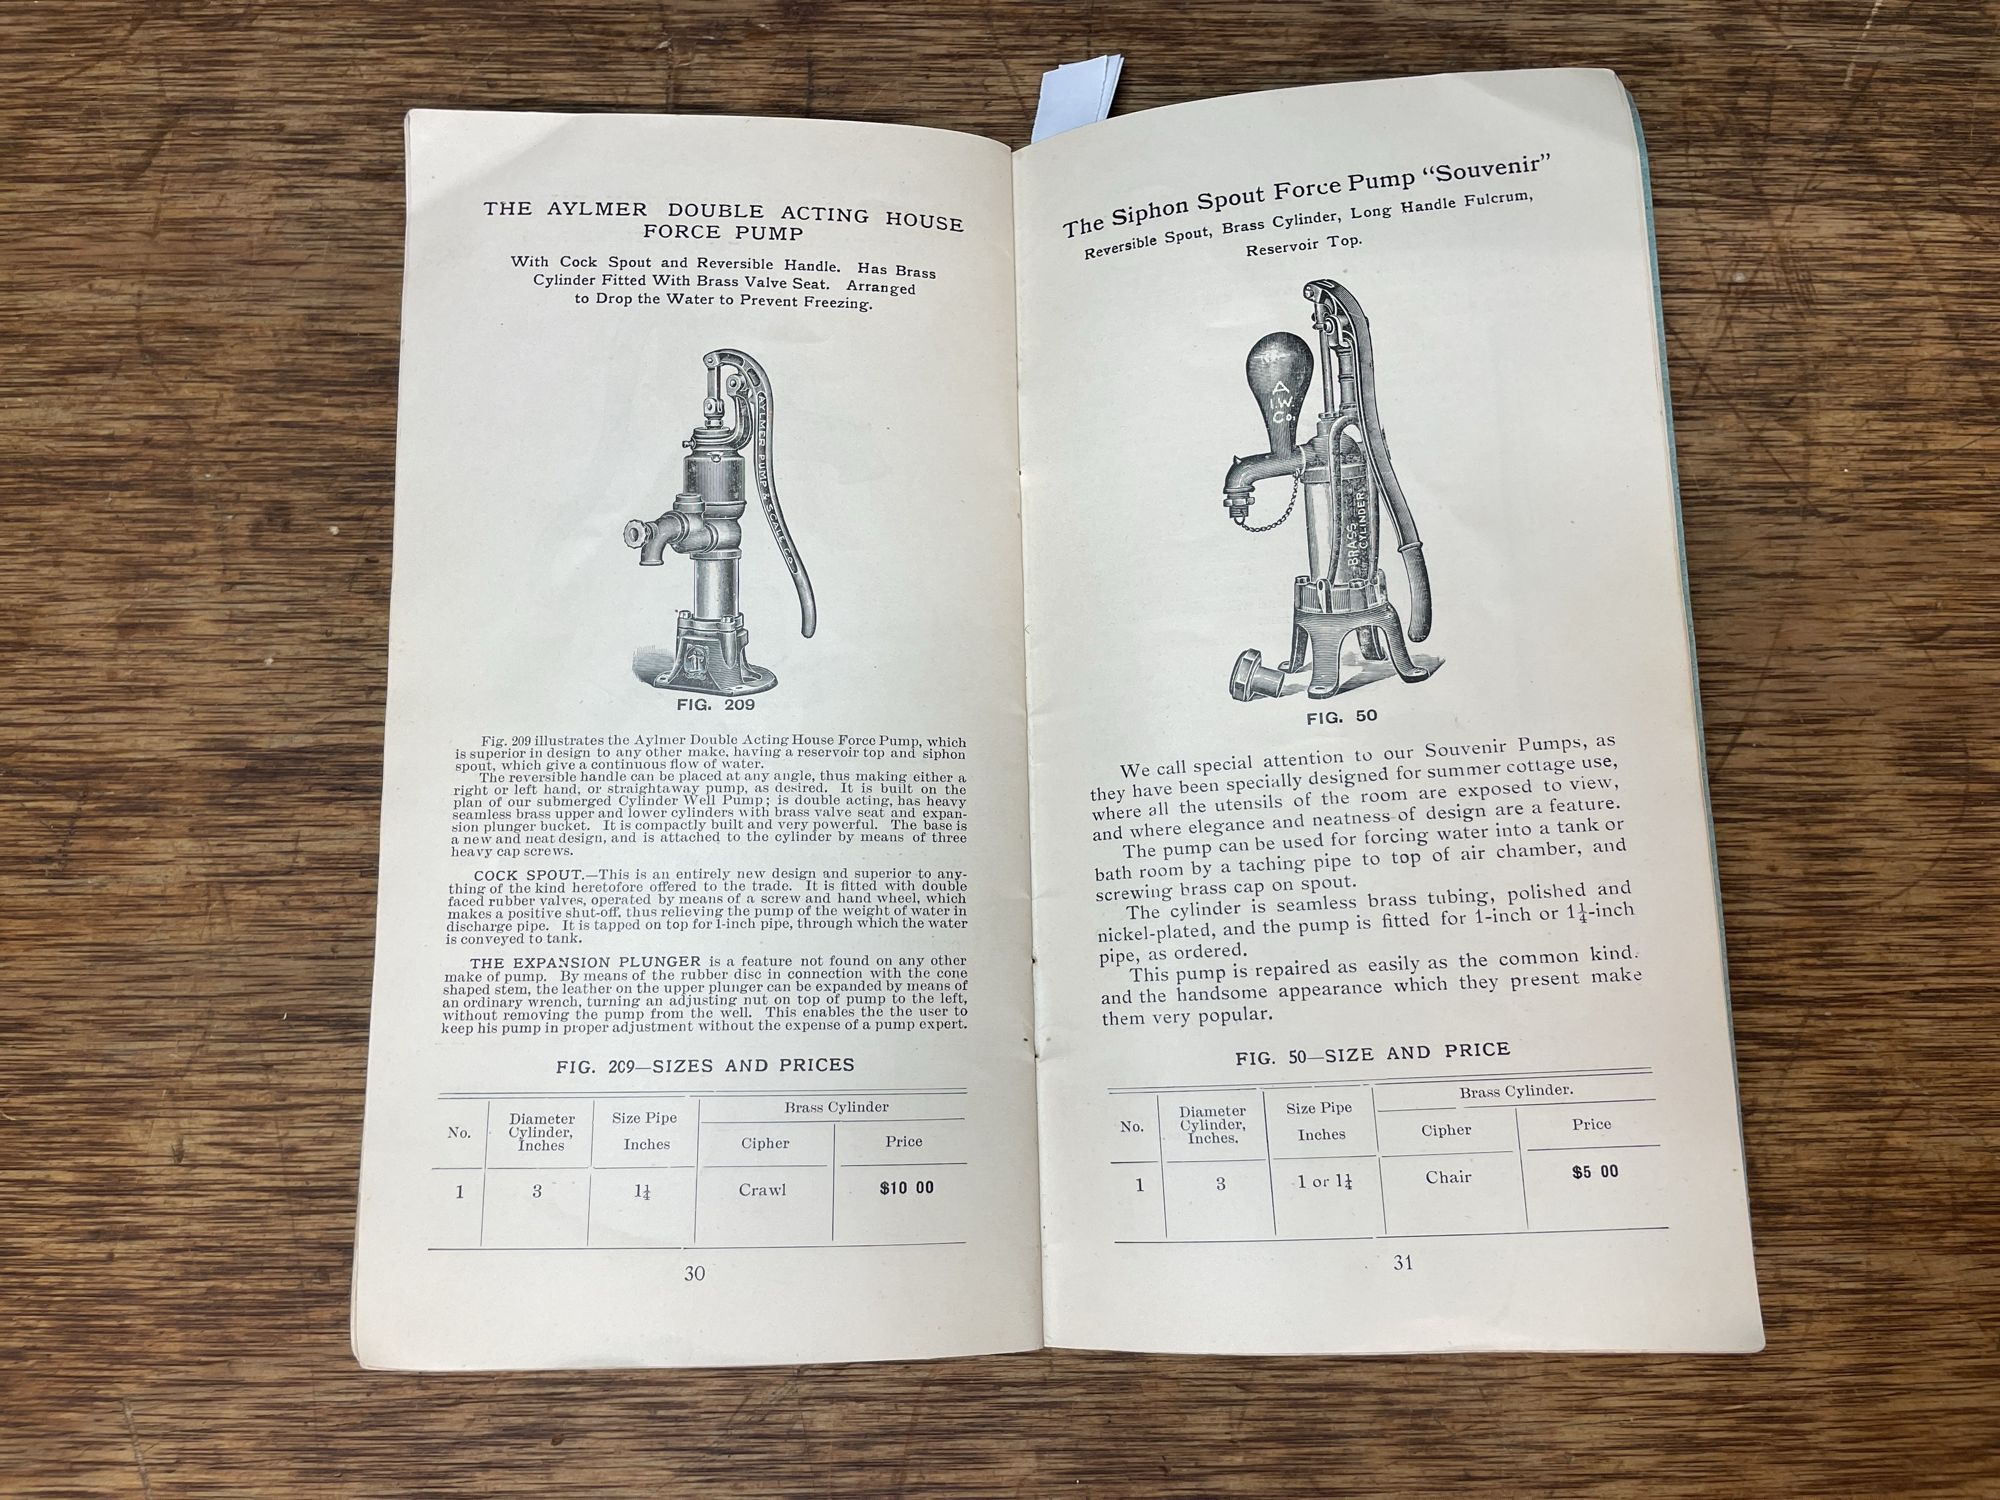 THE AYLMER DOUBLE ACTING HOUSE
FORCE PUMP
With Cock Spout and Reversible Handle. Has Brass
Cylinder Fitted With Brass Valve Seat. Arranged
to Drop the Water to Prevent Freezing.
AYLMER PUMP & SCALE CO.
FIG. 209
Fig. 209 illustrates the Aylmer Double Acting House Force Pump, which
is superior in design to any other make, having a reservoir top and siphon
spout, which give a continuous flow of water.
The reversible handle can be placed at any angle, thus making either a
right or left hand, or straightaway pump, as desired. It is built on the
plan of our submerged Cylinder Well Pump; is double acting, has heavy
seamless brass upper and lower cylinders with brass valve seat and expan-
sion plunger bucket. It is compactly built and very powerful. The base is
a new and neat design, and is attached to the cylinder by means of three
heavy cap screws.
COCK SPOUT.—This is an entirely new design and superior to any-
thing of the kind heretofore offered to the trade. It is fitted with double
faced rubber valves, operated by means of a screw and hand wheel, which
makes a positive shut-off, thus relieving the pump of the weight of water in
discharge pipe. It is tapped on top for 1-inch pipe, through which the water
is conveyed to tank.
THE EXPANSION PLUNGER is a feature not found on any other
make of pump. By means of the rubber disc in connection with the cone
shaped stem, the leather on the upper plunger can be expanded by means of
an ordinary wrench, turning an adjusting nut on top of pump to the left,
without removing the pump from the well. This enables the the user to
keep his pump in proper adjustment without the expense of a pump expert.
FIG. 209—SIZES AND PRICES
No. Diameter Cylinder, Inches Size Pipe Inches Brass Cylinder
Cipher Price
1 3 1¼ Crawl $10 00
30
The Siphon Spout Force Pump “Souvenir”
Reversible Spout, Brass Cylinder, Long Handle Fulcrum,
Reservoir Top.
A
I.W.
Co.
BRASS
CYLINDER
FIG. 50
We call special attention to our Souvenir Pumps, as
they have been specially designed for summer cottage use,
where all the utensils of the room are exposed to view,
and where elegance and neatness of design are a feature.
The pump can be used for forcing water into a tank or
bath room by a taching pipe to top of air chamber, and
screwing brass cap on spout.
The cylinder is seamless brass tubing, polished and
nickel-plated, and the pump is fitted for 1-inch or 1¼-inch
pipe, as ordered.
This pump is repaired as easily as the common kind.
and the handsome appearance which they present make
them very popular.
FIG. 50—SIZE AND PRICE
No. Diameter Cylinder, Inches. Size Pipe Inches Brass Cylinder.
Cipher Price
1 3 1 or 1¼ Chair $5 00
31